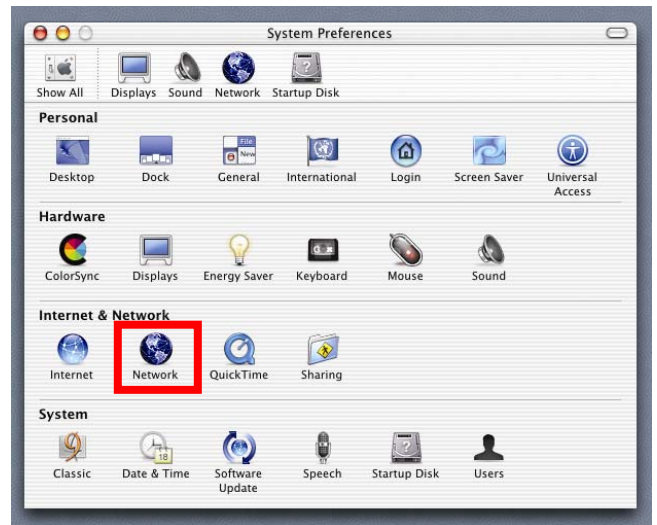 System Preferences
Show All Displays Sound Network Startup Disk
Personal
File
New
Desktop Dock General International Login Screen Saver Universal Access
Hardware
ColorSync Displays Energy Saver Keyboard Mouse Sound
Internet & Network
Internet Network QuickTime Sharing
System
18
Classic Date & Time Software Update Speech Startup Disk Users